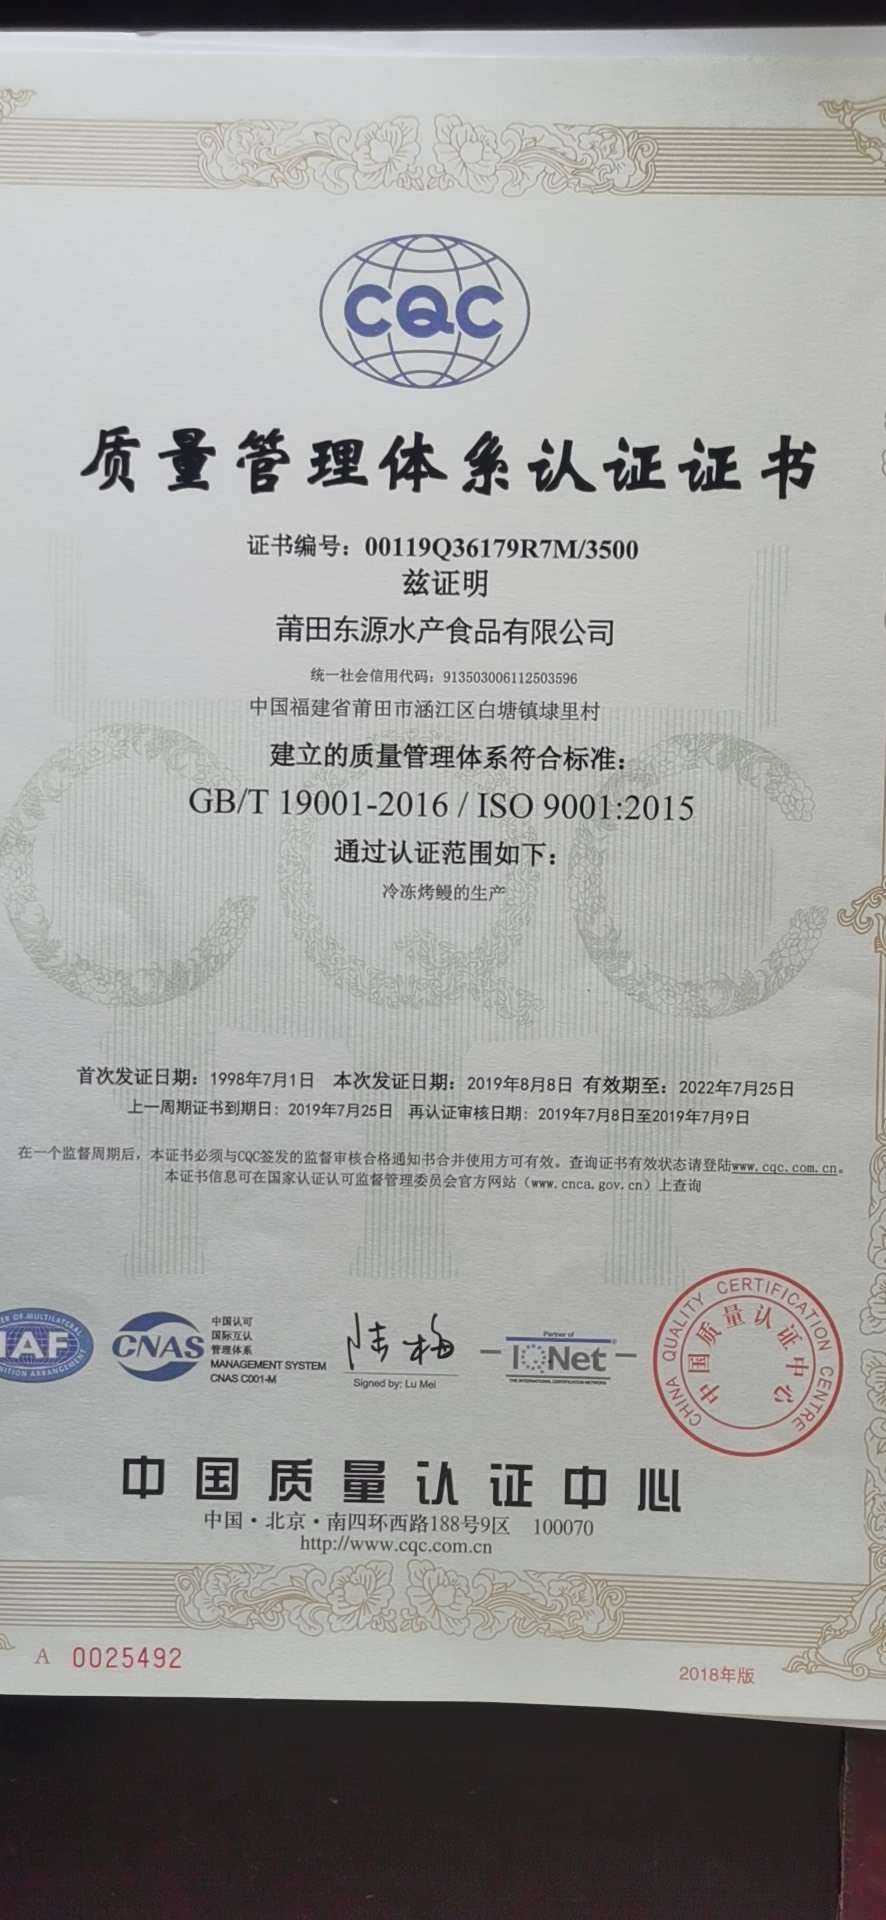 CQC
质量管理体系认证证书
证书编号：00119Q36179R7M/3500
兹证明
莆田东源水产食品有限公司
统一社会信用代码：913503006112503596
中国福建省莆田市涵江区白塘镇埭里村
建立的质量管理体系符合标准：
GB/T 19001-2016 / ISO 9001:2015
通过认证范围如下：
冷冻烤鳗的生产
首次发证日期：1998年7月1日 本次发证日期：2019年8月8日 有效期至：2022年7月25日
上一周期证书到期日：2019年7月25日 再认证审核日期：2019年7月8日至2019年7月9日
在一个监督周期后，本证书必须与CQC签发的监督审核合格通知书合并使用方可有效。查询证书有效状态请登陆www.cqc.com.cn。
本证书信息可在国家认证认可监督管理委员会官方网站（www.cnca.gov.cn）上查询
OF MULTILATERAL
IAF
ARRANGEMENT
CNAS
中国认可
国际互认
管理体系
MANAGEMENT SYSTEM
CNAS C001-M
陆梅
Signed by: Lu Mei
Partner of
IQNet
THE INTERNATIONAL CERTIFICATION NETWORK
CHINA QUALITY CERTIFICATION CENTRE
中国质量认证中心
中国质量认证中心
中国·北京·南四环西路188号9区 100070
http://www.cqc.com.cn
A 0025492
2018年版